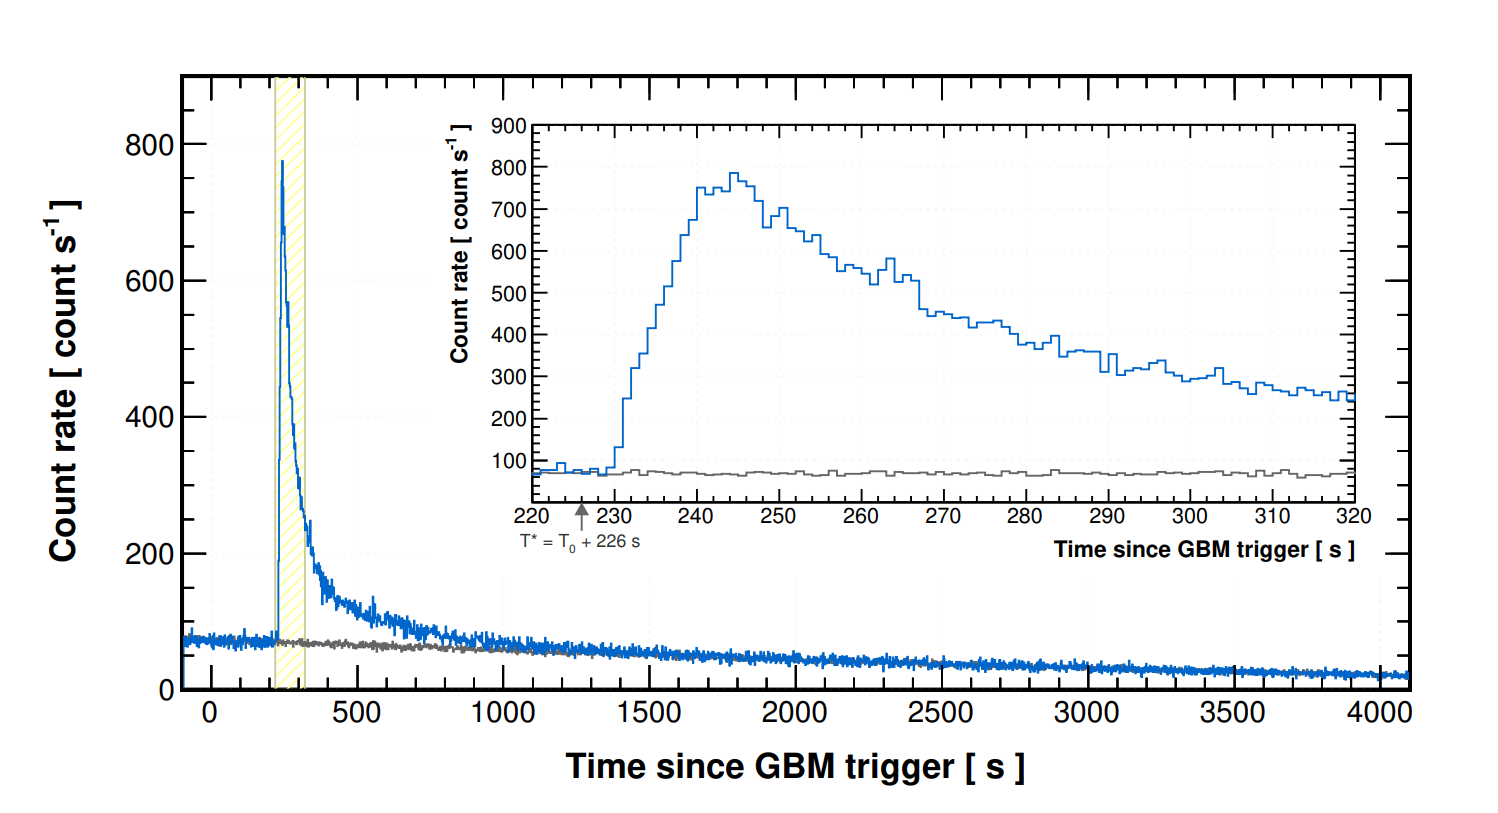 Count rate [ count s⁻¹ ]
800
600
400
200
0
0 500 1000 1500 2000 2500 3000 3500 4000
Time since GBM trigger [ s ]
Count rate [ count s⁻¹ ]
900
800
700
600
500
400
300
200
100
220 230 240 250 260 270 280 290 300 310 320
T* = T₀ + 226 s
Time since GBM trigger [ s ]